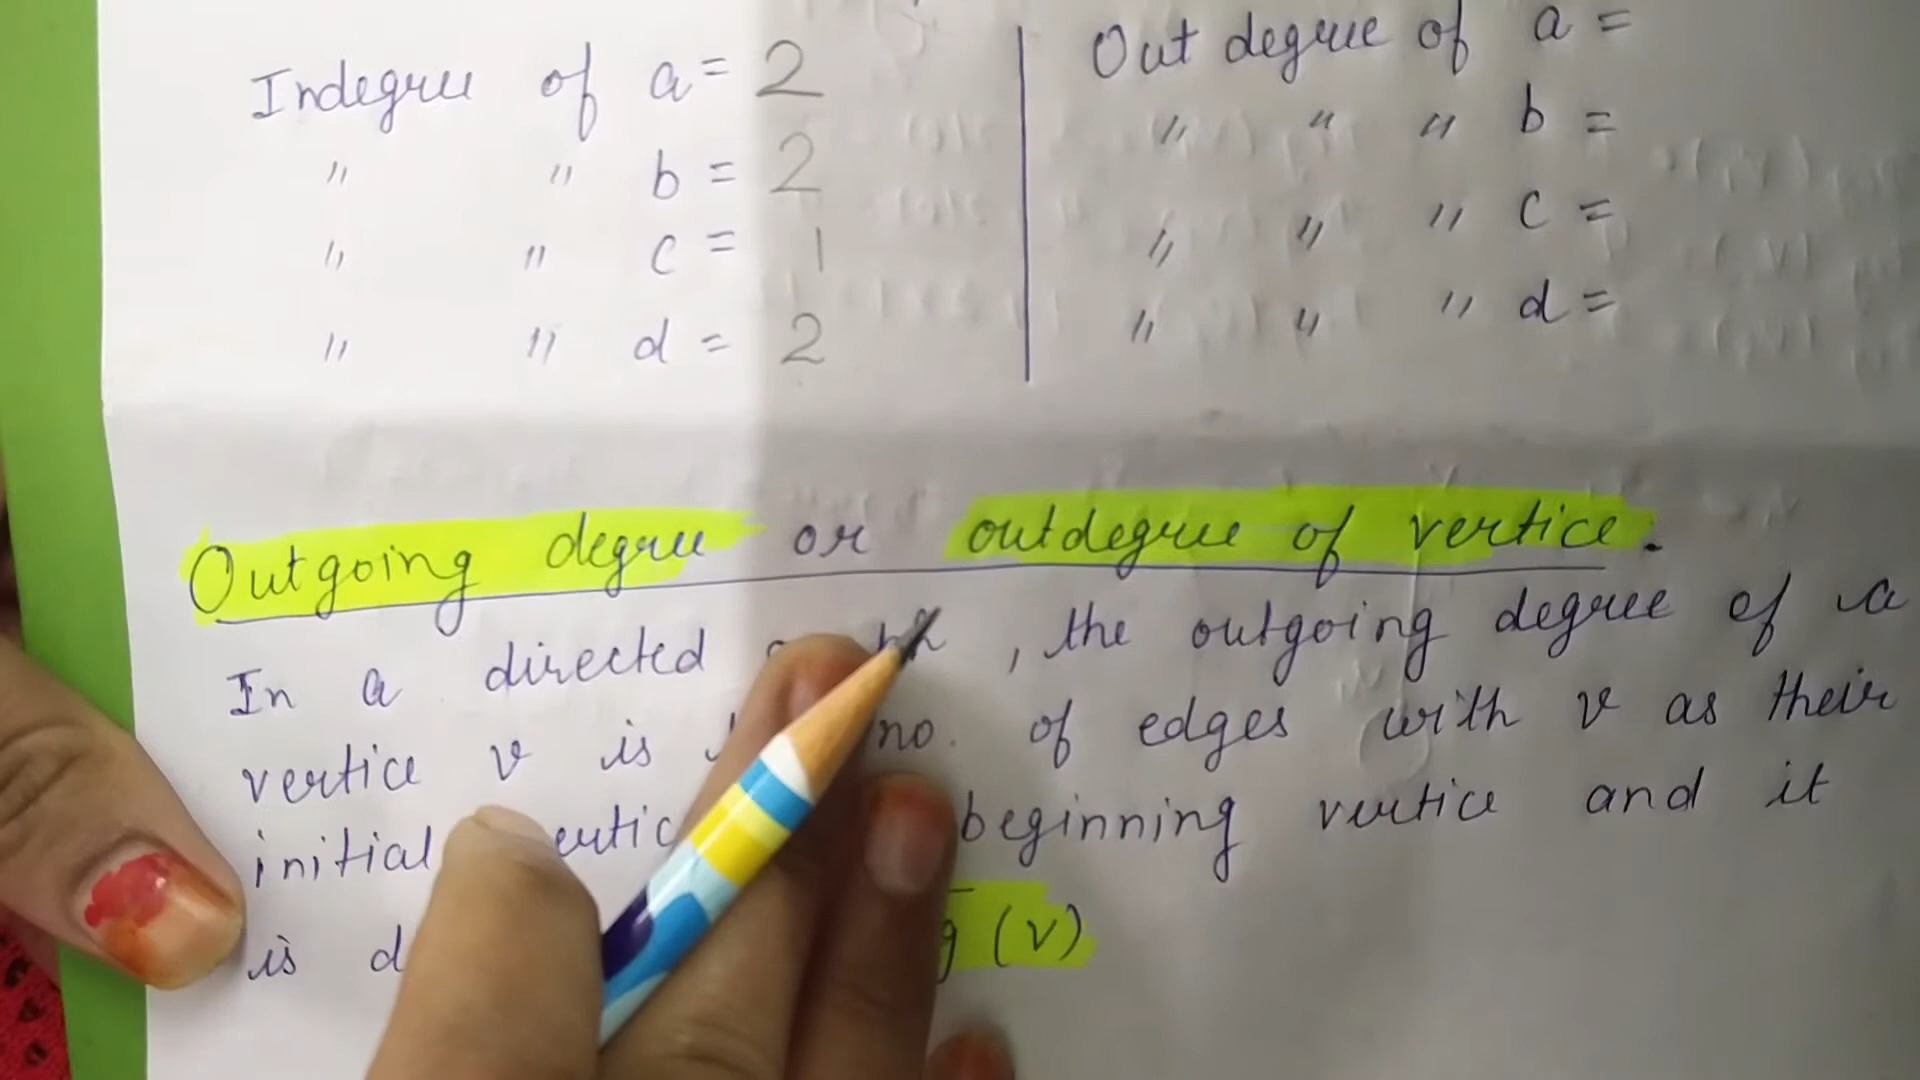 Indegree of a = 2
" " b = 2
" " c = 1
" " d = 2
Out degree of a =
" " " b =
" " " c =
" " " d =
Outgoing degree or outdegree of vertice.
In a directed , the outgoing degree of a
vertice v is no. of edges with v as their
initial beginning vertice and it
is (v)